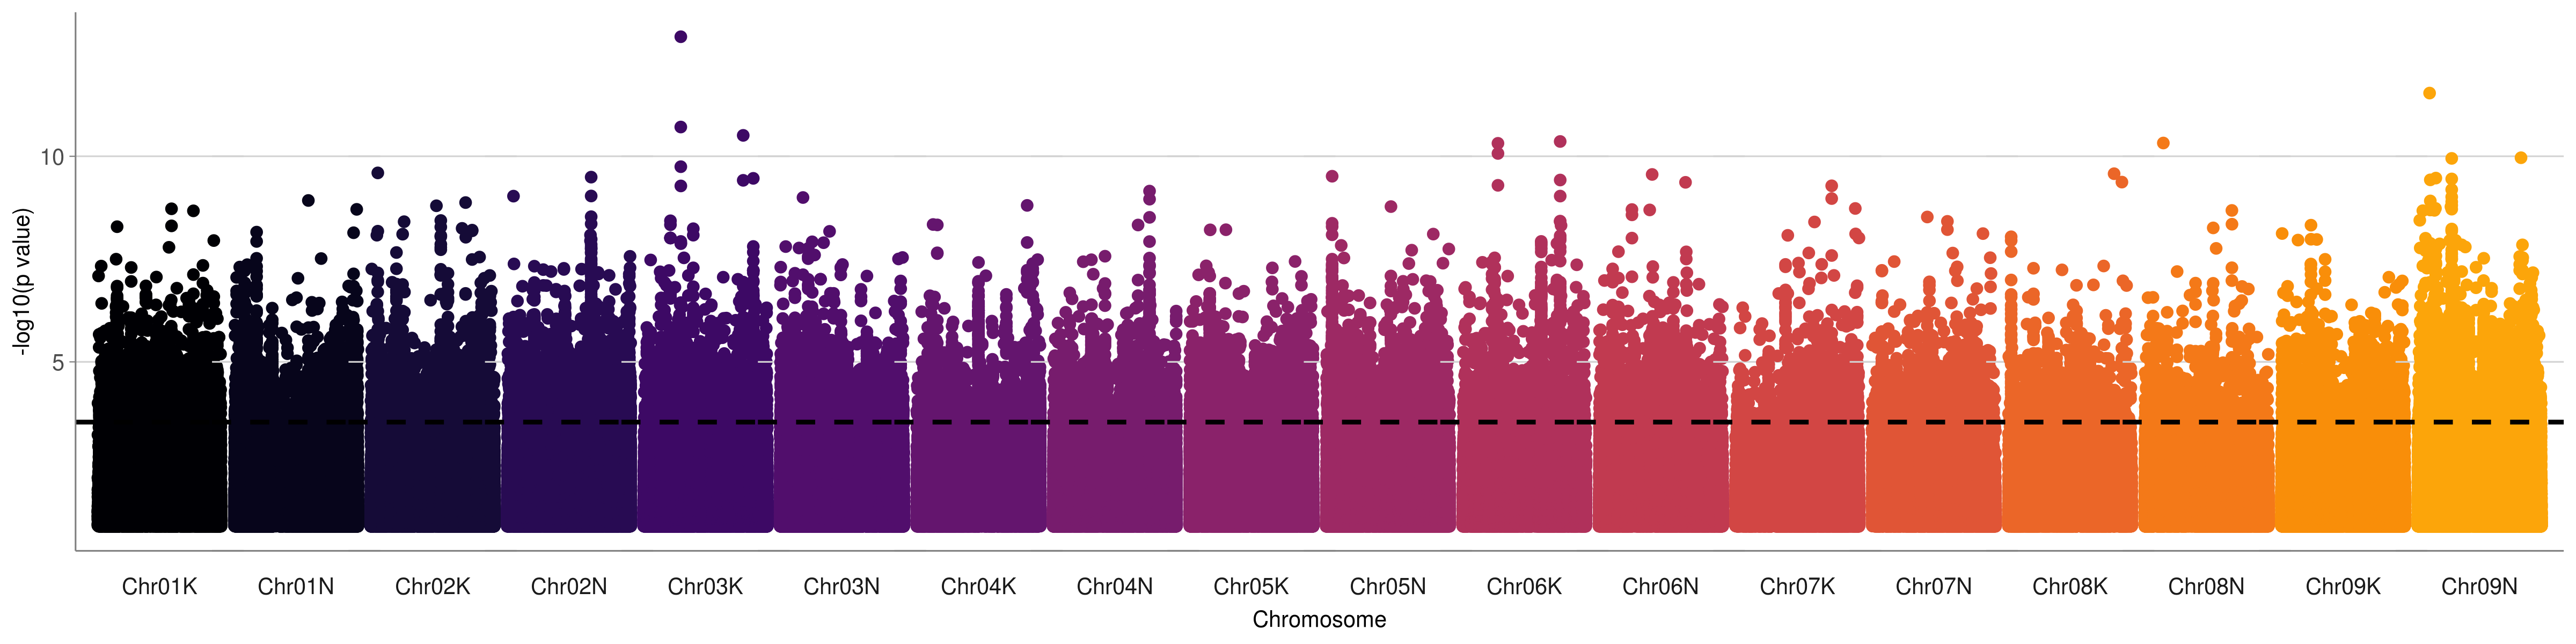 -log10(p value)
10
5
Chr01K Chr01N Chr02K Chr02N Chr03K Chr03N Chr04K Chr04N Chr05K Chr05N Chr06K Chr06N Chr07K Chr07N Chr08K Chr08N Chr09K Chr09N
Chromosome